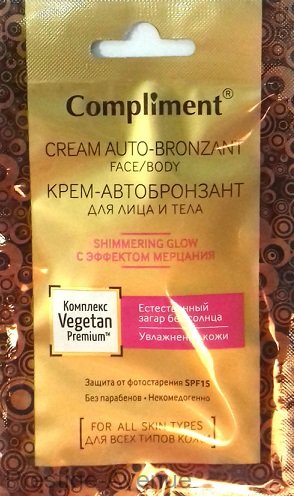 Compliment®
CREAM AUTO-BRONZANT
FACE/BODY
КРЕМ-АВТОБРОНЗАНТ
ДЛЯ ЛИЦА И ТЕЛА
SHIMMERING GLOW
С ЭФФЕКТОМ МЕРЦАНИЯ
Комплекс
Vegetan
Premium™
Естественный
загар без солнца
Увлажнение кожи
Защита от фотостарения SPF15
Без парабенов • Некомедогенно
[FOR ALL SKIN TYPES
ДЛЯ ВСЕХ ТИПОВ КОЖИ]